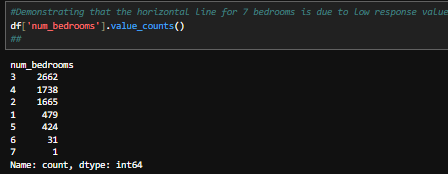 #Demonstrating that the horizontal line for 7 bedrooms is due to low response value
df['num_bedrooms'].value_counts()
##
num_bedrooms
3    2662
4    1738
2    1665
1     479
5     424
6      31
7       1
Name: count, dtype: int64